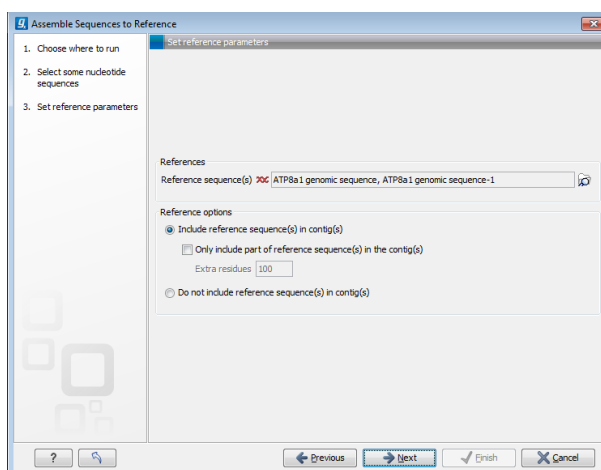 Assemble Sequences to Reference
1. Choose where to run
2. Select some nucleotide
sequences
3. Set reference parameters
Set reference parameters
References
Reference sequence(s) ATP8a1 genomic sequence, ATP8a1 genomic sequence-1
Reference options
Include reference sequence(s) in contig(s)
Only include part of reference sequence(s) in the contig(s)
Extra residues 100
Do not include reference sequence(s) in contig(s)
? Previous Next Finish Cancel